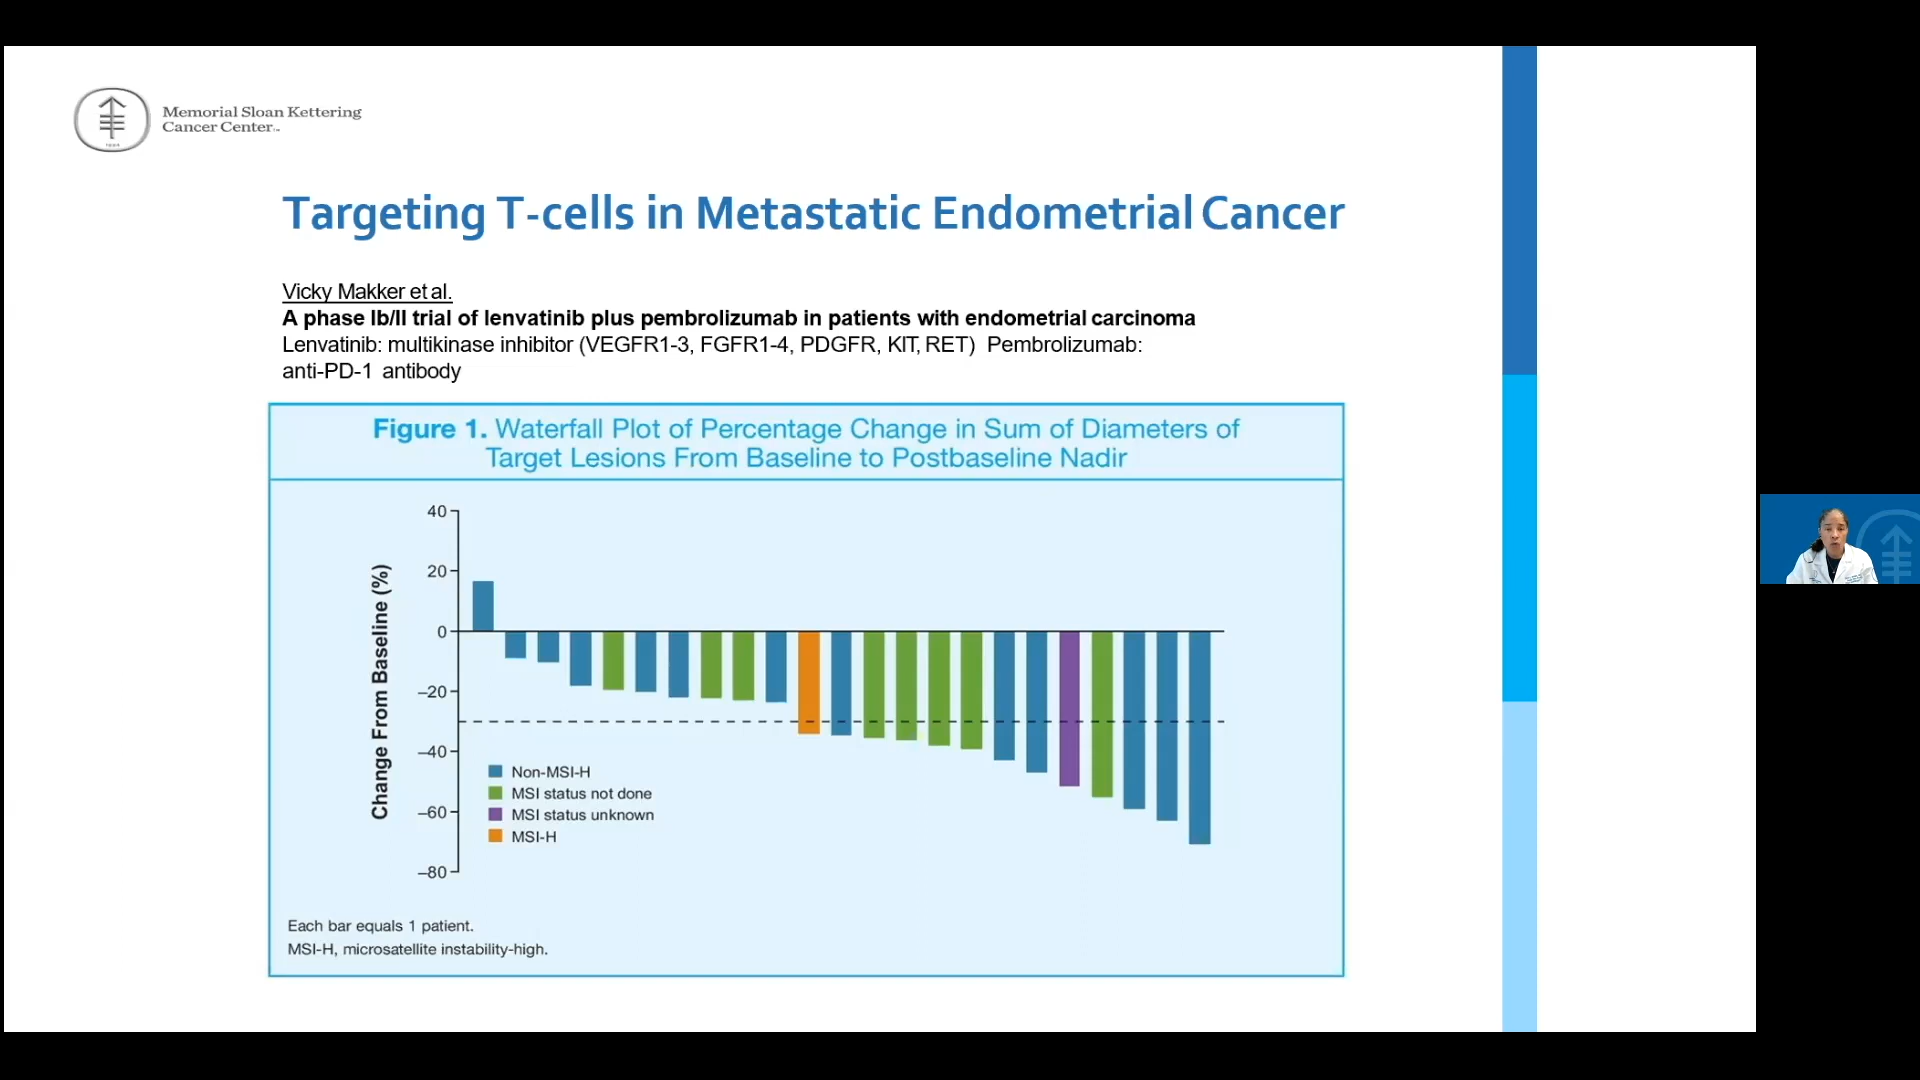 Memorial Sloan Kettering
Cancer Center
Targeting T-cells in Metastatic Endometrial Cancer
Vicky Makker et al.
A phase Ib/II trial of lenvatinib plus pembrolizumab in patients with endometrial carcinoma
Lenvatinib: multikinase inhibitor (VEGFR1-3, FGFR1-4, PDGFR, KIT, RET) Pembrolizumab:
anti-PD-1 antibody
Figure 1. Waterfall Plot of Percentage Change in Sum of Diameters of
Target Lesions From Baseline to Postbaseline Nadir
Change From Baseline (%)
40
20
0
–20
–40
–60
–80
Non-MSI-H
MSI status not done
MSI status unknown
MSI-H
Each bar equals 1 patient.
MSI-H, microsatellite instability-high.